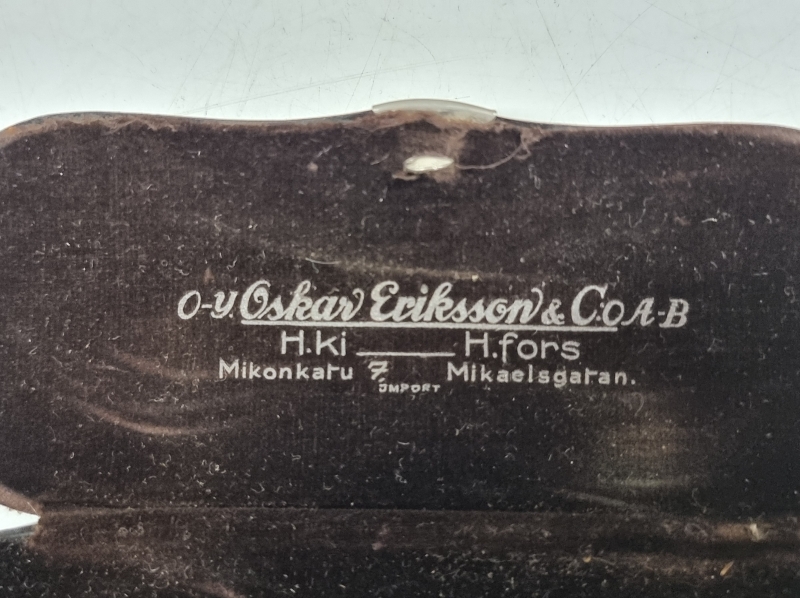 O-Y. Oskar Eriksson & C:o A-B
H.ki — H.fors
Mikonkatu 7. Mikaelsgatan.
IMPORT